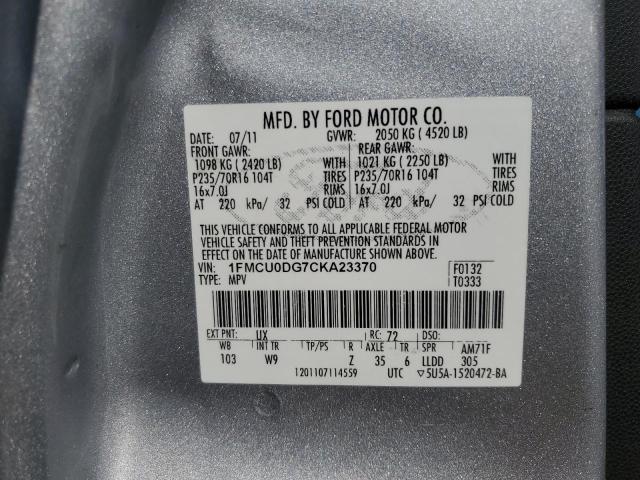 MFD. BY FORD MOTOR CO.
DATE: 07/11 GVWR: 2050 KG ( 4520 LB)
FRONT GAWR: REAR GAWR:
1098 KG ( 2420 LB) WITH 1021 KG ( 2250 LB) WITH
P235/70R16 104T TIRES P235/70R16 104T TIRES
16x7.0J RIMS 16x7.0J RIMS
AT 220 kPa/ 32 PSI COLD AT 220 kPa/ 32 PSI COLD
THIS VEHICLE CONFORMS TO ALL APPLICABLE FEDERAL MOTOR
VEHICLE SAFETY AND THEFT PREVENTION STANDARDS IN
EFFECT ON THE DATE OF MANUFACTURE SHOWN ABOVE.
VIN: 1FMCU0DG7CKA23370 F0132
TYPE: MPV T0333
EXT PNT: UX RC: 72 DSO:
WB INT TR TP/PS R AXLE TR SPR AM71F
103 W9 Z 35 6 LLDD 305
1201107114559 UTC ▽5U5A-1520472-BA